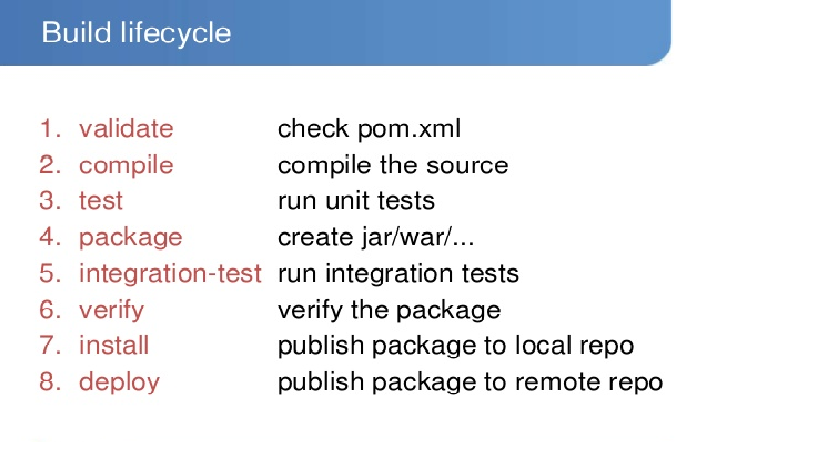 Build lifecycle
1. validate check pom.xml
2. compile compile the source
3. test run unit tests
4. package create jar/war/...
5. integration-test run integration tests
6. verify verify the package
7. install publish package to local repo
8. deploy publish package to remote repo